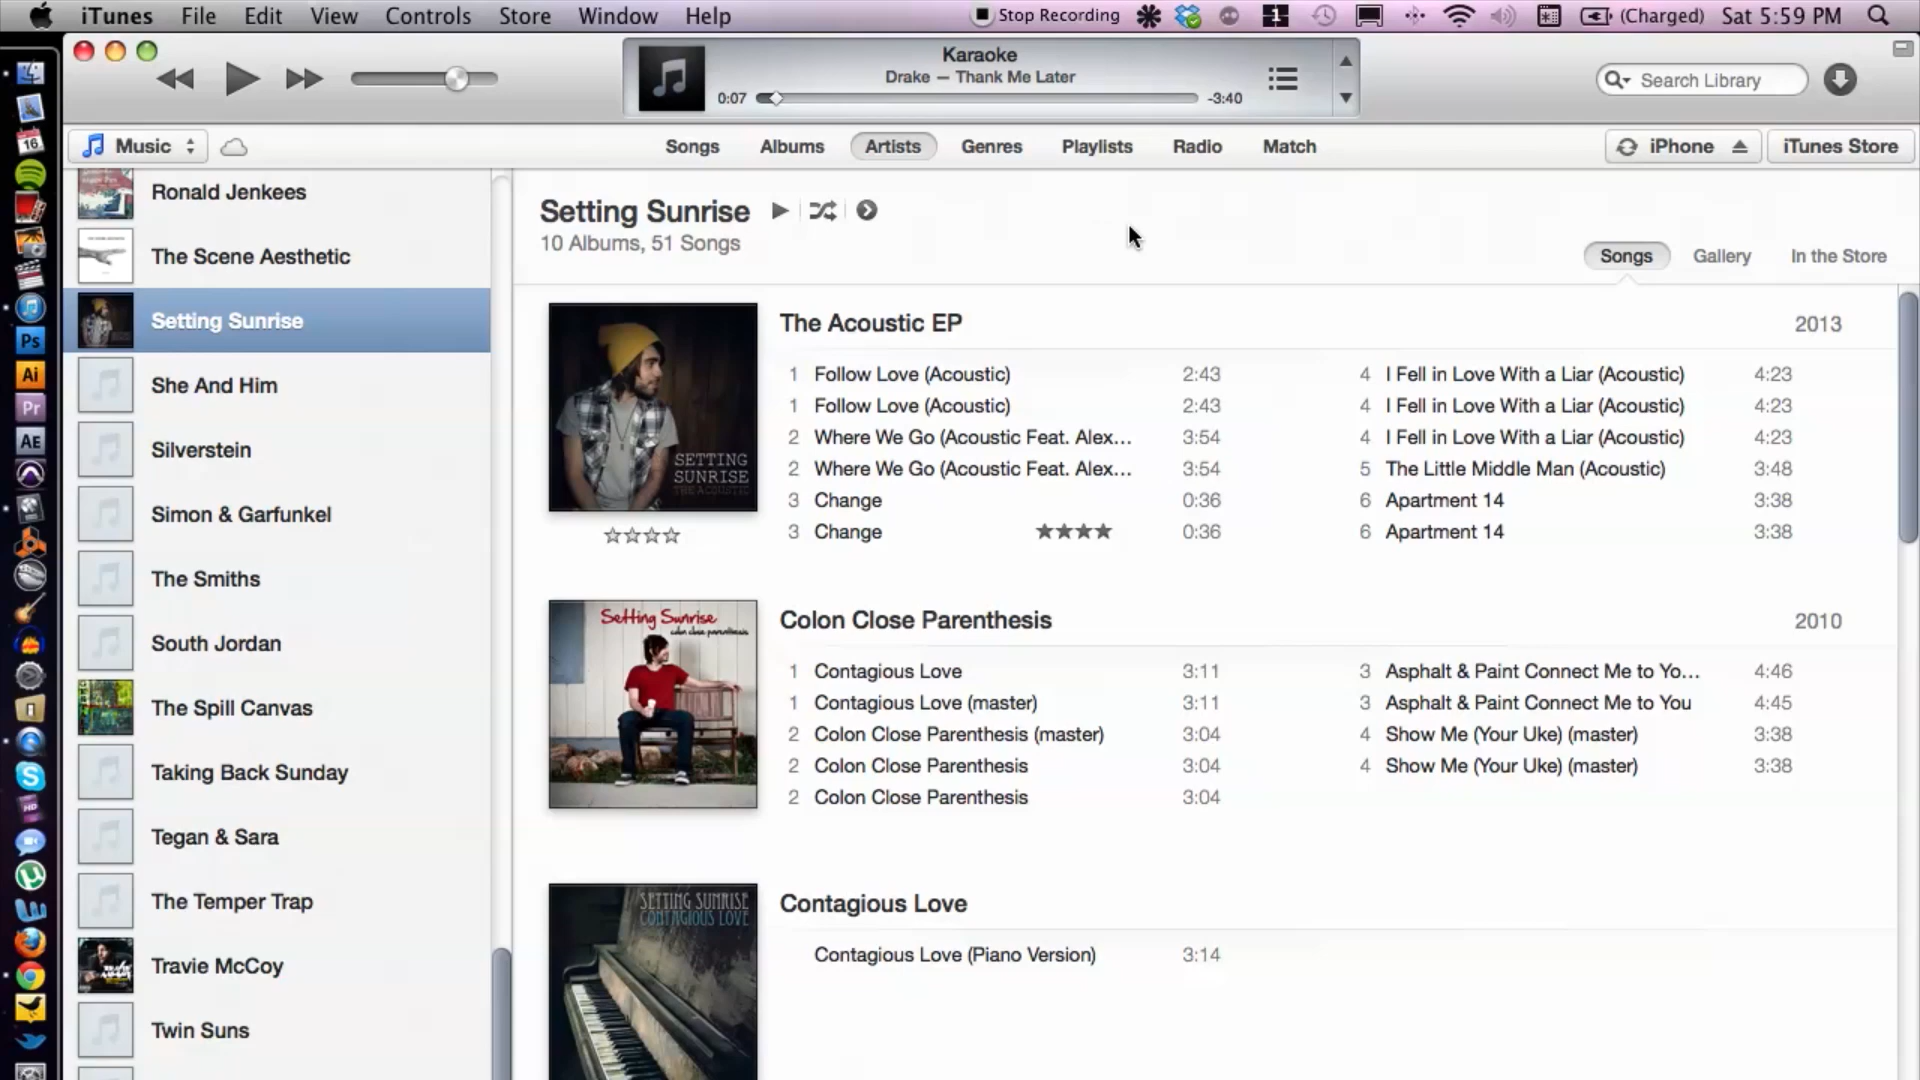 iTunes File Edit View Controls Store Window Help Stop Recording 1 (Charged) Sat 5:59 PM
Karaoke
Drake — Thank Me Later
0:07 -3:40
Search Library
Music Songs Albums Artists Genres Playlists Radio Match iPhone iTunes Store
16
Ps
Ai
Pr
AE
HD
Ronald Jenkees
The Scene Aesthetic
Setting Sunrise
She And Him
Silverstein
Simon & Garfunkel
The Smiths
South Jordan
The Spill Canvas
Taking Back Sunday
Tegan & Sara
The Temper Trap
Travie McCoy
Twin Suns
Setting Sunrise
10 Albums, 51 Songs
Songs Gallery In the Store
SETTING
SUNRISE
THE ACOUSTIC
The Acoustic EP 2013
1 Follow Love (Acoustic) 2:43 4 I Fell in Love With a Liar (Acoustic) 4:23
1 Follow Love (Acoustic) 2:43 4 I Fell in Love With a Liar (Acoustic) 4:23
2 Where We Go (Acoustic Feat. Alex... 3:54 4 I Fell in Love With a Liar (Acoustic) 4:23
2 Where We Go (Acoustic Feat. Alex... 3:54 5 The Little Middle Man (Acoustic) 3:48
3 Change 0:36 6 Apartment 14 3:38
3 Change ★★★★ 0:36 6 Apartment 14 3:38
Setting Sunrise
colon close parenthesis
Colon Close Parenthesis 2010
1 Contagious Love 3:11 3 Asphalt & Paint Connect Me to Yo... 4:46
1 Contagious Love (master) 3:11 3 Asphalt & Paint Connect Me to You 4:45
2 Colon Close Parenthesis (master) 3:04 4 Show Me (Your Uke) (master) 3:38
2 Colon Close Parenthesis 3:04 4 Show Me (Your Uke) (master) 3:38
2 Colon Close Parenthesis 3:04
SETTING SUNRISE
CONTAGIOUS LOVE
Contagious Love
Contagious Love (Piano Version) 3:14